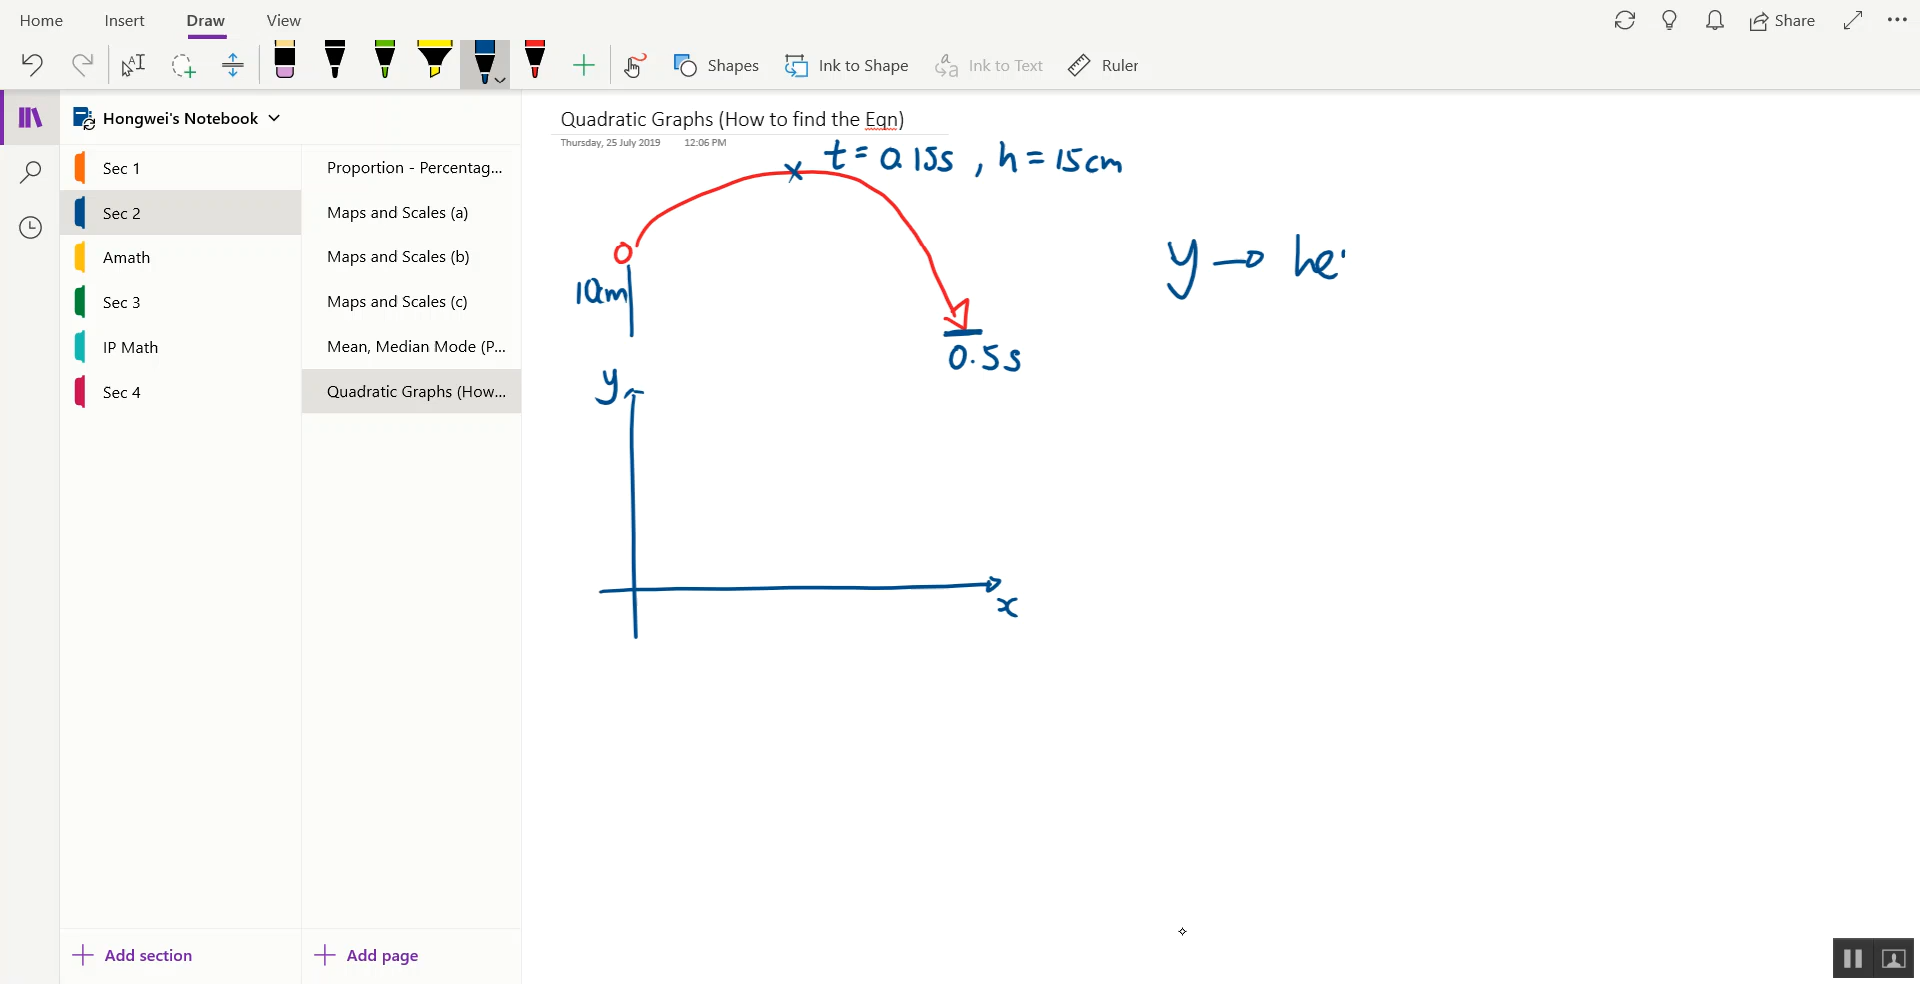 Home Insert Draw View Share
Shapes Ink to Shape Ink to Text Ruler
Hongwei's Notebook
Sec 1
Sec 2
Amath
Sec 3
IP Math
Sec 4
Add section
Proportion - Percentag...
Maps and Scales (a)
Maps and Scales (b)
Maps and Scales (c)
Mean, Median Mode (P...
Quadratic Graphs (How...
Add page
Quadratic Graphs (How to find the Eqn)
Thursday, 25 July 2019 12:06 PM
t = 0.15s , h = 15cm
10cm
0.5s
y
x
y → hei